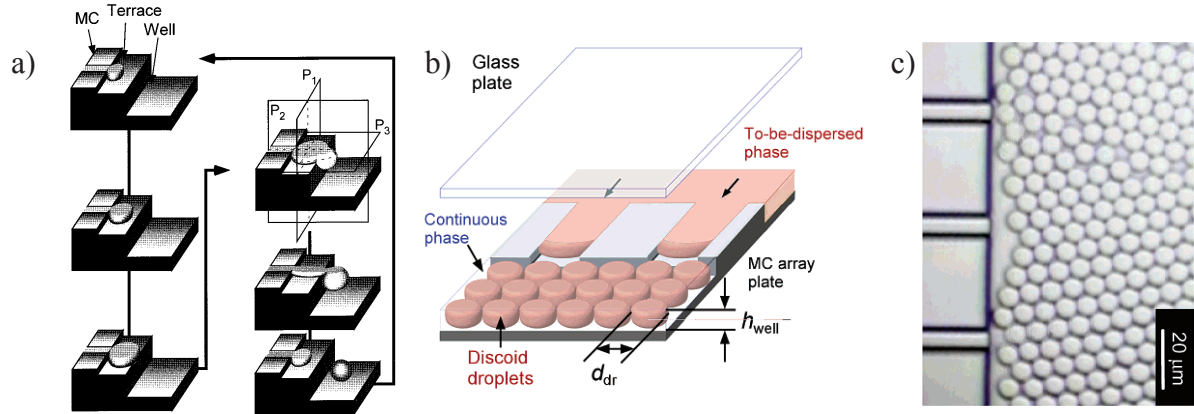 a)
MC
Terrace
Well
P1
P2
P3
b)
Glass
plate
To-be-dispersed
phase
Continuous
phase
MC array
plate
hwell
Discoid
droplets
ddr
c)
20 µm